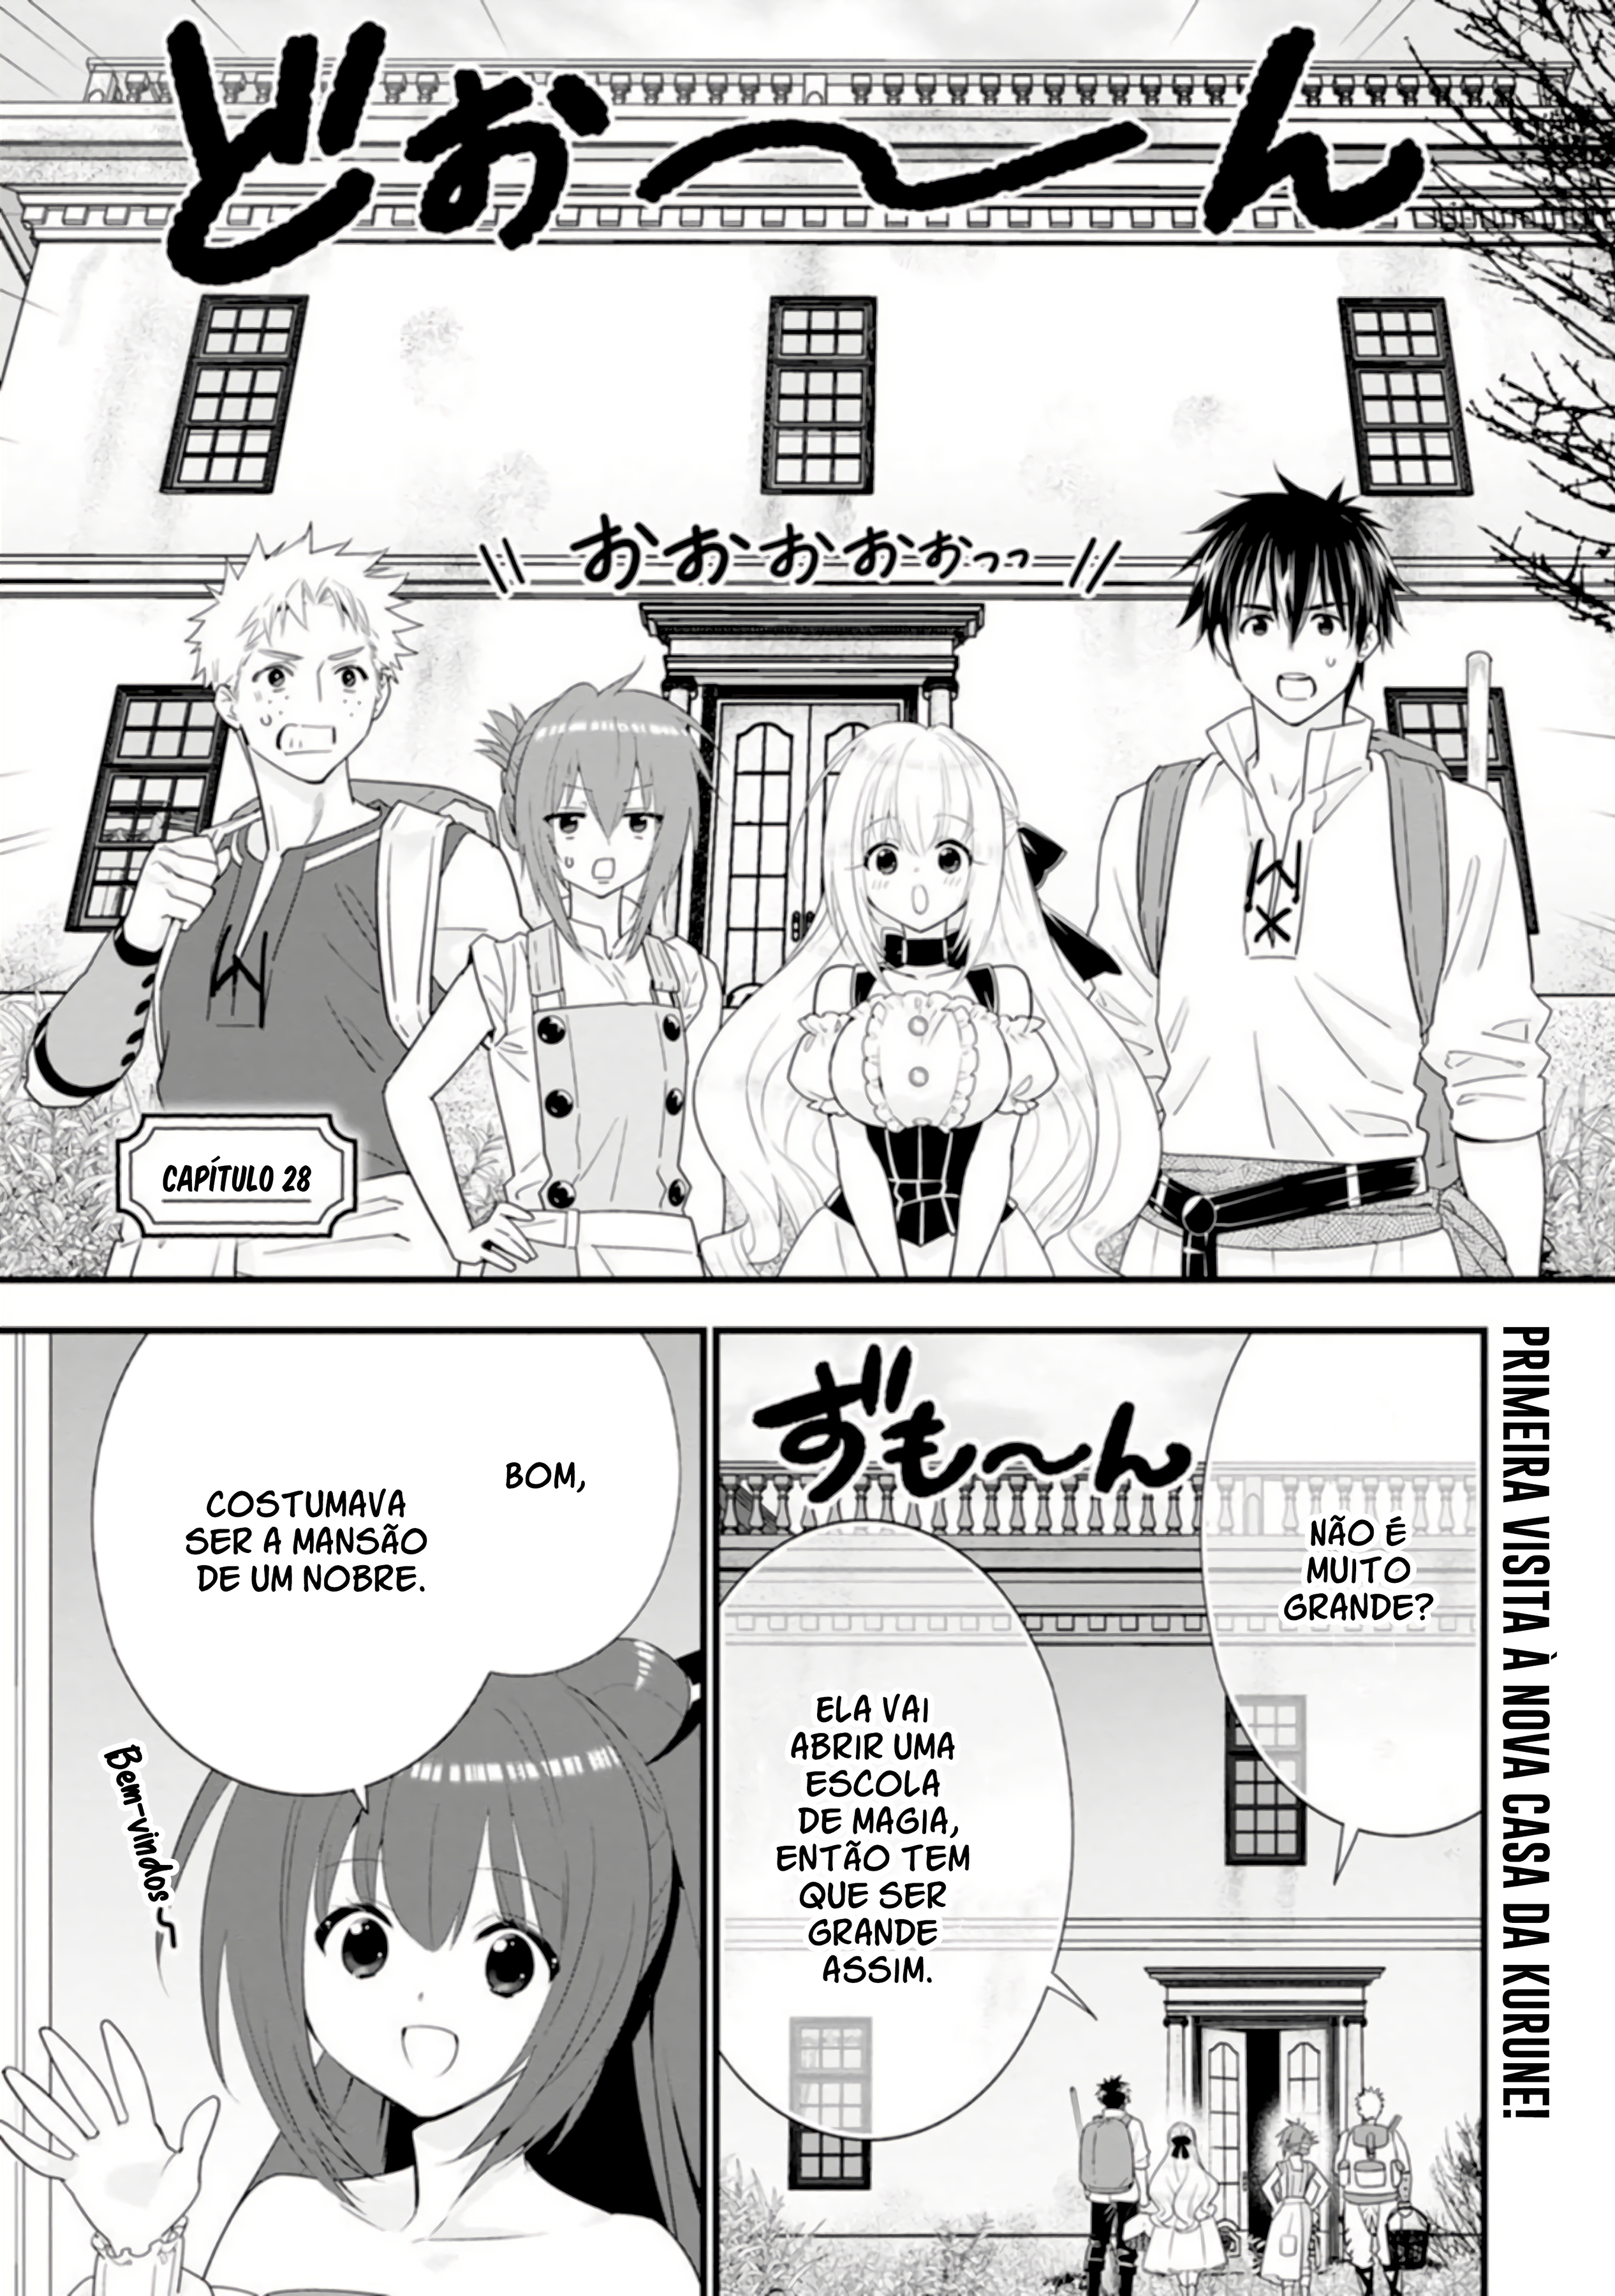 どお〜ん
おおおおおっっ
CAPÍTULO 28
PRIMEIRA VISITA À NOVA CASA DA KURUNE!
ずも〜ん
NÃO É
MUITO
GRANDE?
ELA VAI
ABRIR UMA
ESCOLA
DE MAGIA,
ENTÃO TEM
QUE SER
GRANDE
ASSIM.
BOM,
COSTUMAVA
SER A MANSÃO
DE UM NOBRE.
Bem-vindos~